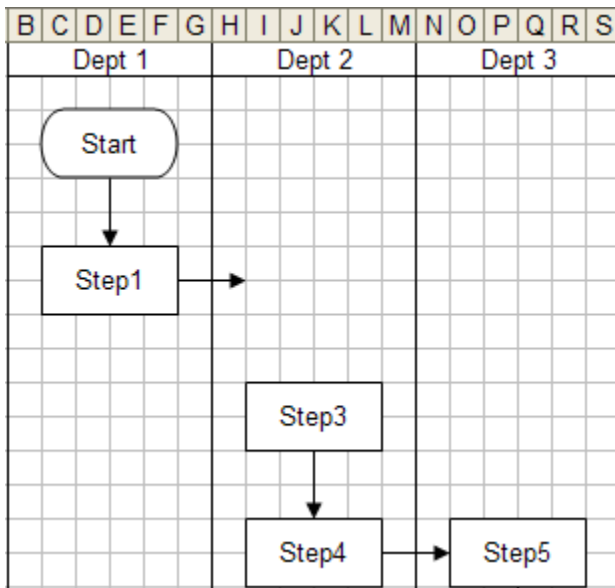 B C D E F G H I J K L M N O P Q R S
Dept 1 Dept 2 Dept 3
Start
Step1
Step3
Step4 Step5